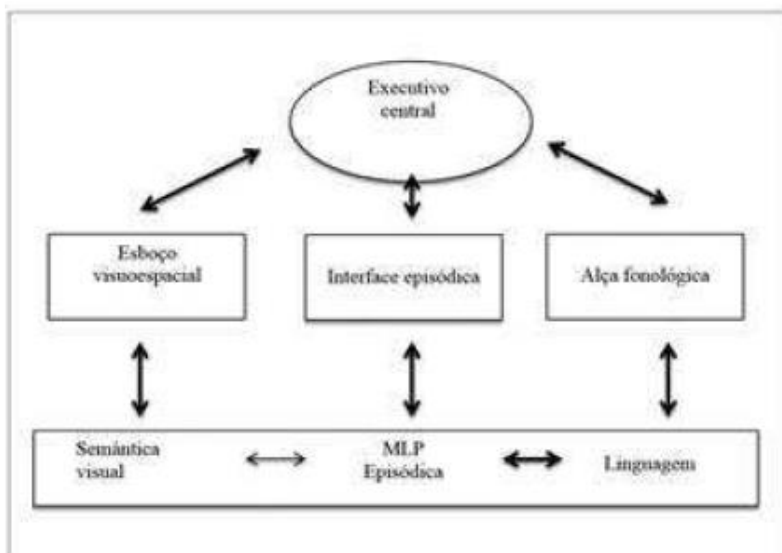 Executivo
central
Esboço
visuoespacial
Interface episódica
Alça fonológica
Semântica
visual
MLP
Episódica
Linguagem